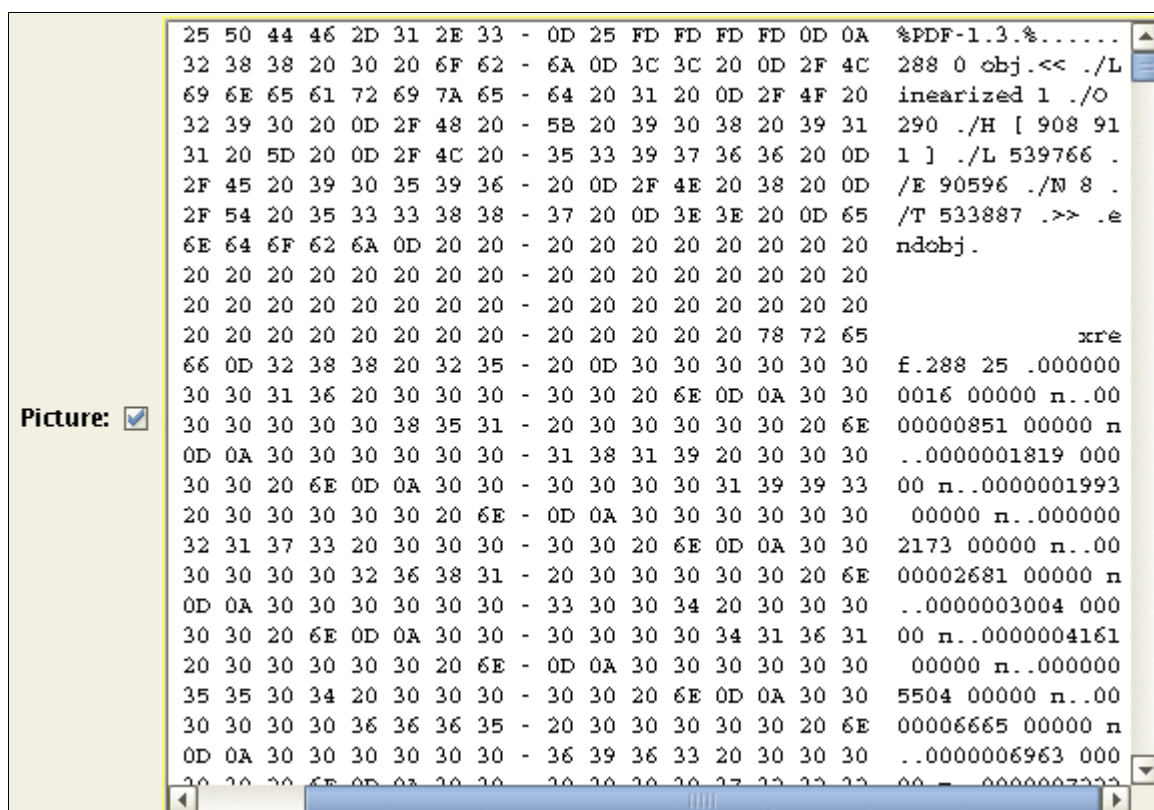 25 50 44 46 2D 31 2E 33 - 0D 25 FD FD FD FD 0D 0A %PDF-1.3.%......
32 38 38 20 30 20 6F 62 - 6A 0D 3C 3C 20 0D 2F 4C 288 0 obj.<< ./L
69 6E 65 61 72 69 7A 65 - 64 20 31 20 0D 2F 4F 20 inearized 1 ./O
32 39 30 20 0D 2F 48 20 - 5B 20 39 30 38 20 39 31 290 ./H [ 908 91
31 20 5D 20 0D 2F 4C 20 - 35 33 39 37 36 36 20 0D 1 ] ./L 539766 .
2F 45 20 39 30 35 39 36 - 20 0D 2F 4E 20 38 20 0D /E 90596 ./N 8 .
2F 54 20 35 33 33 38 38 - 37 20 0D 3E 3E 20 0D 65 /T 533887 .>> .e
6E 64 6F 62 6A 0D 20 20 - 20 20 20 20 20 20 20 20 ndobj.
20 20 20 20 20 20 20 20 - 20 20 20 20 20 20 20 20
20 20 20 20 20 20 20 20 - 20 20 20 20 20 20 20 20
20 20 20 20 20 20 20 20 - 20 20 20 20 20 78 72 65 xre
66 0D 32 38 38 20 32 35 - 20 0D 30 30 30 30 30 30 f.288 25 .000000
30 30 31 36 20 30 30 30 - 30 30 20 6E 0D 0A 30 30 0016 00000 n..00
Picture:
30 30 30 30 30 38 35 31 - 20 30 30 30 30 30 20 6E 00000851 00000 n
0D 0A 30 30 30 30 30 30 - 31 38 31 39 20 30 30 30 ..0000001819 000
30 30 20 6E 0D 0A 30 30 - 30 30 30 30 31 39 39 33 00 n..0000001993
20 30 30 30 30 30 20 6E - 0D 0A 30 30 30 30 30 30 00000 n..000000
32 31 37 33 20 30 30 30 - 30 30 20 6E 0D 0A 30 30 2173 00000 n..00
30 30 30 30 32 36 38 31 - 20 30 30 30 30 30 20 6E 00002681 00000 n
0D 0A 30 30 30 30 30 30 - 33 30 30 34 20 30 30 30 ..0000003004 000
30 30 20 6E 0D 0A 30 30 - 30 30 30 30 34 31 36 31 00 n..0000004161
20 30 30 30 30 30 20 6E - 0D 0A 30 30 30 30 30 30 00000 n..000000
35 35 30 34 20 30 30 30 - 30 30 20 6E 0D 0A 30 30 5504 00000 n..00
30 30 30 30 36 36 36 35 - 20 30 30 30 30 30 20 6E 00006665 00000 n
0D 0A 30 30 30 30 30 30 - 36 39 36 33 20 30 30 30 ..0000006963 000